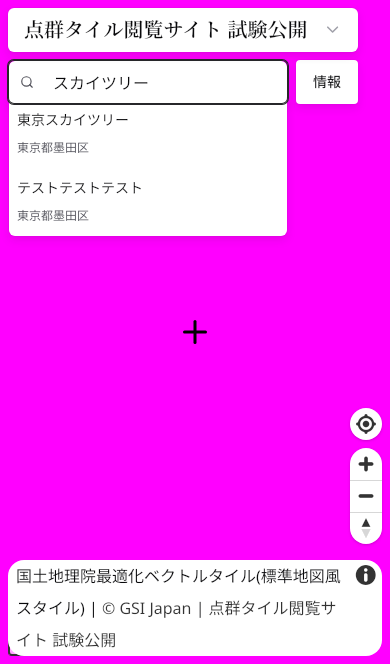 点群タイル閲覧サイト 試験公開
スカイツリー
情報
東京スカイツリー
東京都墨田区
テストテストテスト
東京都墨田区
国土地理院最適化ベクトルタイル(標準地図風
スタイル) | © GSI Japan | 点群タイル閲覧サ
イト 試験公開